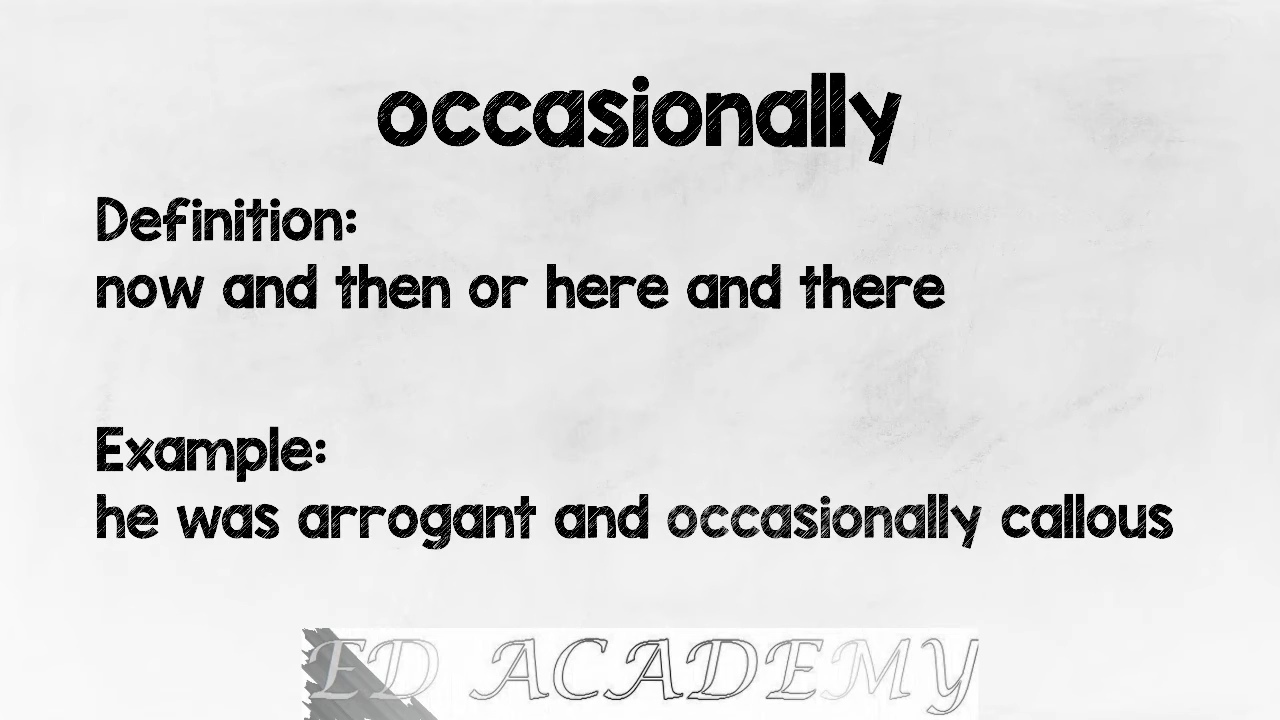 occasionally
Definition:
now and then or here and there
Example:
he was arrogant and occasionally callous
ED ACADEMY